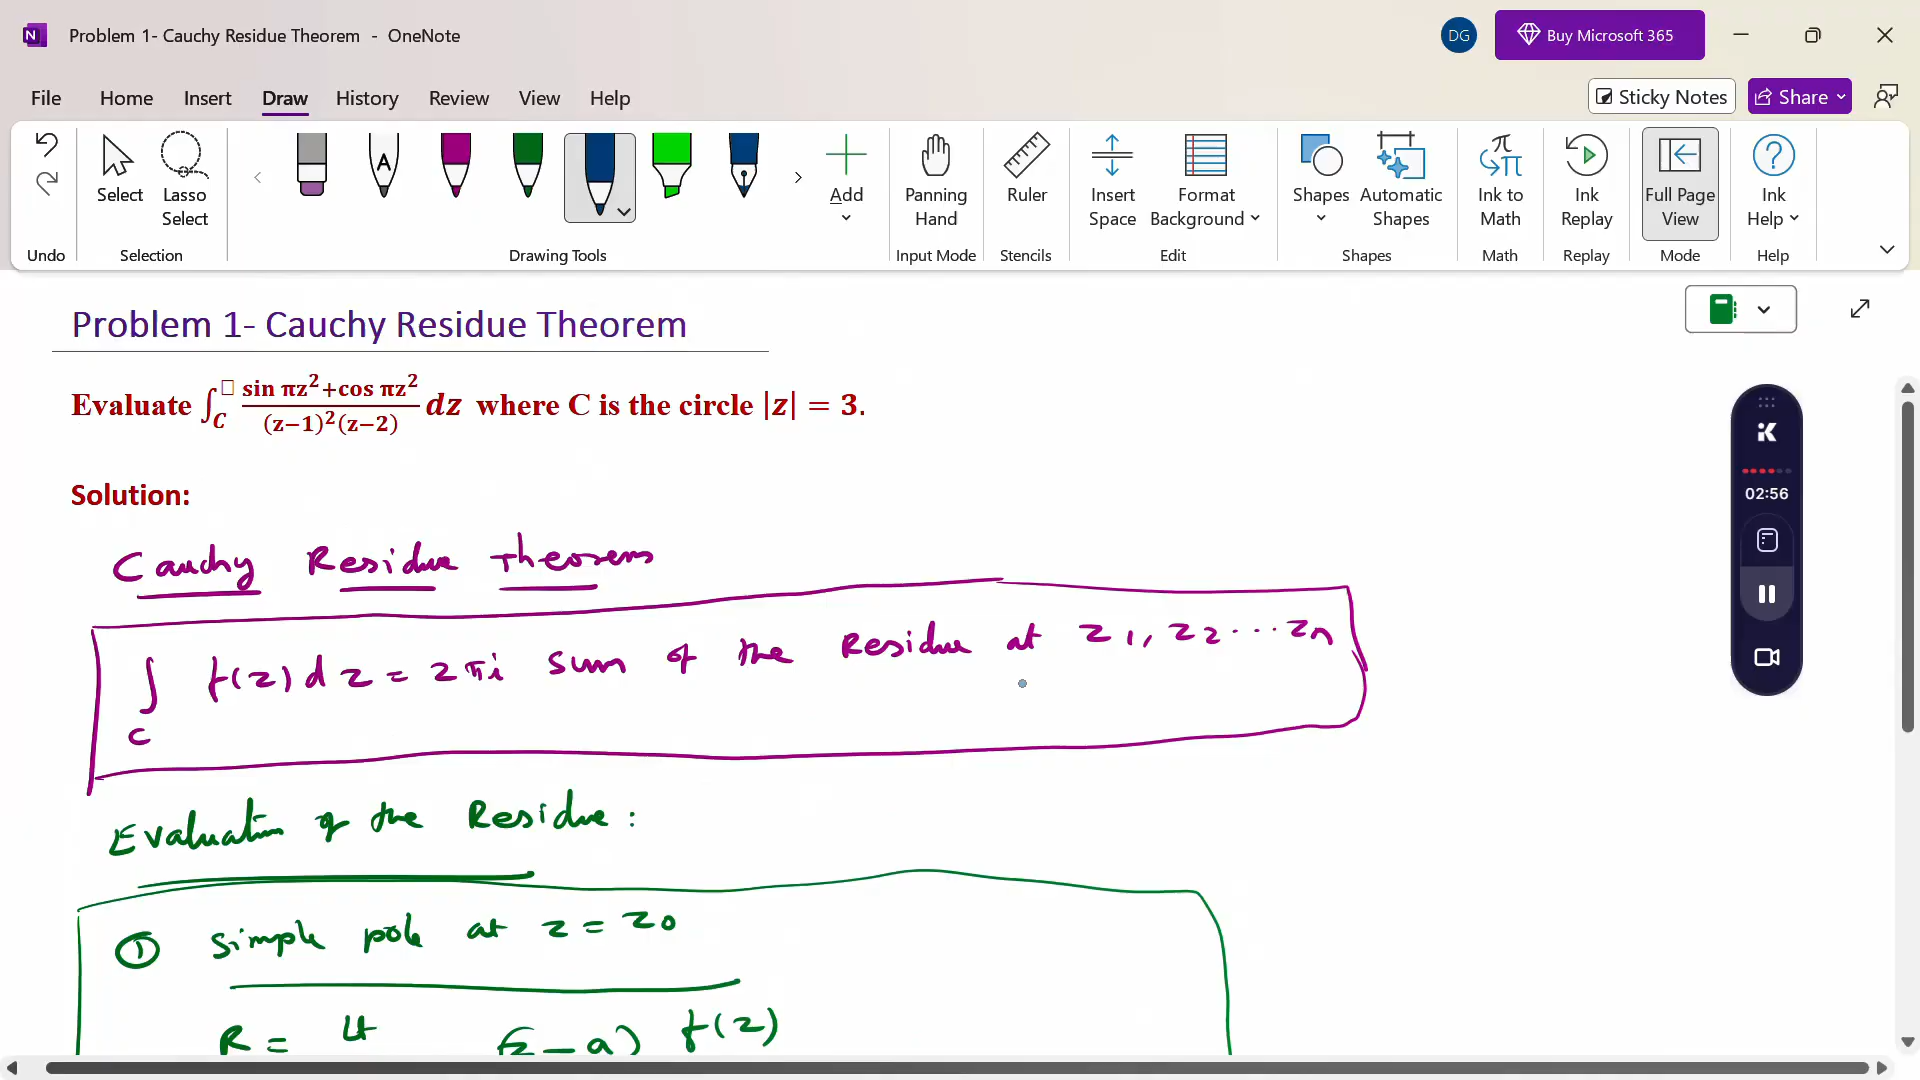 Problem 1- Cauchy Residue Theorem - OneNote
DG
Buy Microsoft 365
File Home Insert Draw History Review View Help
Sticky Notes
Share
Select
Lasso Select
A
Add
Panning Hand
Ruler
Insert Space
Format Background
Shapes
Automatic Shapes
Ink to Math
Ink Replay
Full Page View
Ink Help
Undo
Selection
Drawing Tools
Input Mode
Stencils
Edit
Shapes
Math
Replay
Mode
Help
Problem 1- Cauchy Residue Theorem
Evaluate ∫_C^□ (sin πz²+cos πz²)/((z−1)²(z−2)) dz where C is the circle |z| = 3.
02:56
Solution:
Cauchy Residue Theorem
∫_C f(z) dz = 2πi sum of the Residue at z1, z2 ... zn
Evaluation of the Residue :
① Simple pole at z = z0
R = Lt (z − a) f(z)